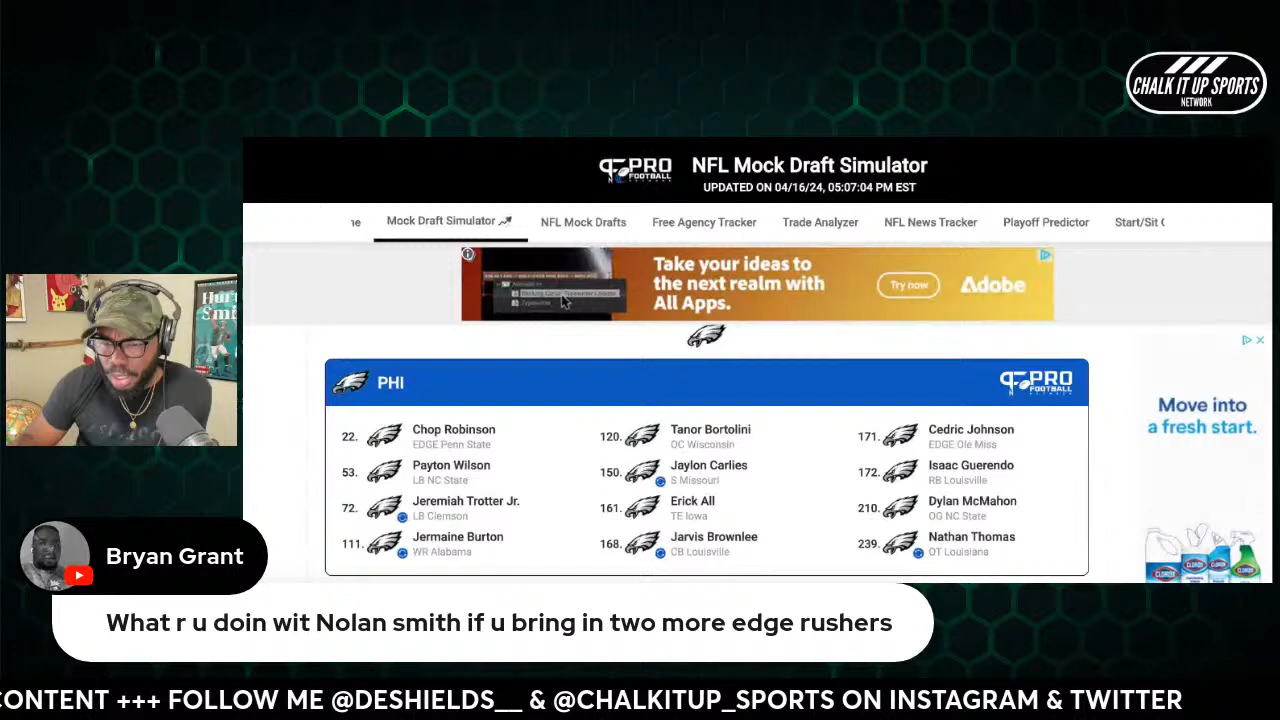 CHALK IT UP SPORTS
NETWORK
PRO
FOOTBALL
NFL Mock Draft Simulator
UPDATED ON 04/16/24, 05:07:04 PM EST
Mock Draft Simulator
NFL Mock Drafts
Free Agency Tracker
Trade Analyzer
NFL News Tracker
Playoff Predictor
Start/Sit
Take your ideas to
the next realm with
All Apps.
Try now
Adobe
PHI
PRO
FOOTBALL
22. Chop Robinson
EDGE Penn State
53. Payton Wilson
LB NC State
72. Jeremiah Trotter Jr.
LB Clemson
111. Jermaine Burton
WR Alabama
120. Tanor Bortolini
OC Wisconsin
150. Jaylon Carlies
S Missouri
161. Erick All
TE Iowa
168. Jarvis Brownlee
CB Louisville
171. Cedric Johnson
EDGE Ole Miss
172. Isaac Guerendo
RB Louisville
210. Dylan McMahon
OG NC State
239. Nathan Thomas
OT Louisiana
Move into
a fresh start.
CLOROX
CLOROX
CLOROX
Bryan Grant
What r u doin wit Nolan smith if u bring in two more edge rushers
CONTENT +++ FOLLOW ME @DESHIELDS__ & @CHALKITUP_SPORTS ON INSTAGRAM & TWITTER